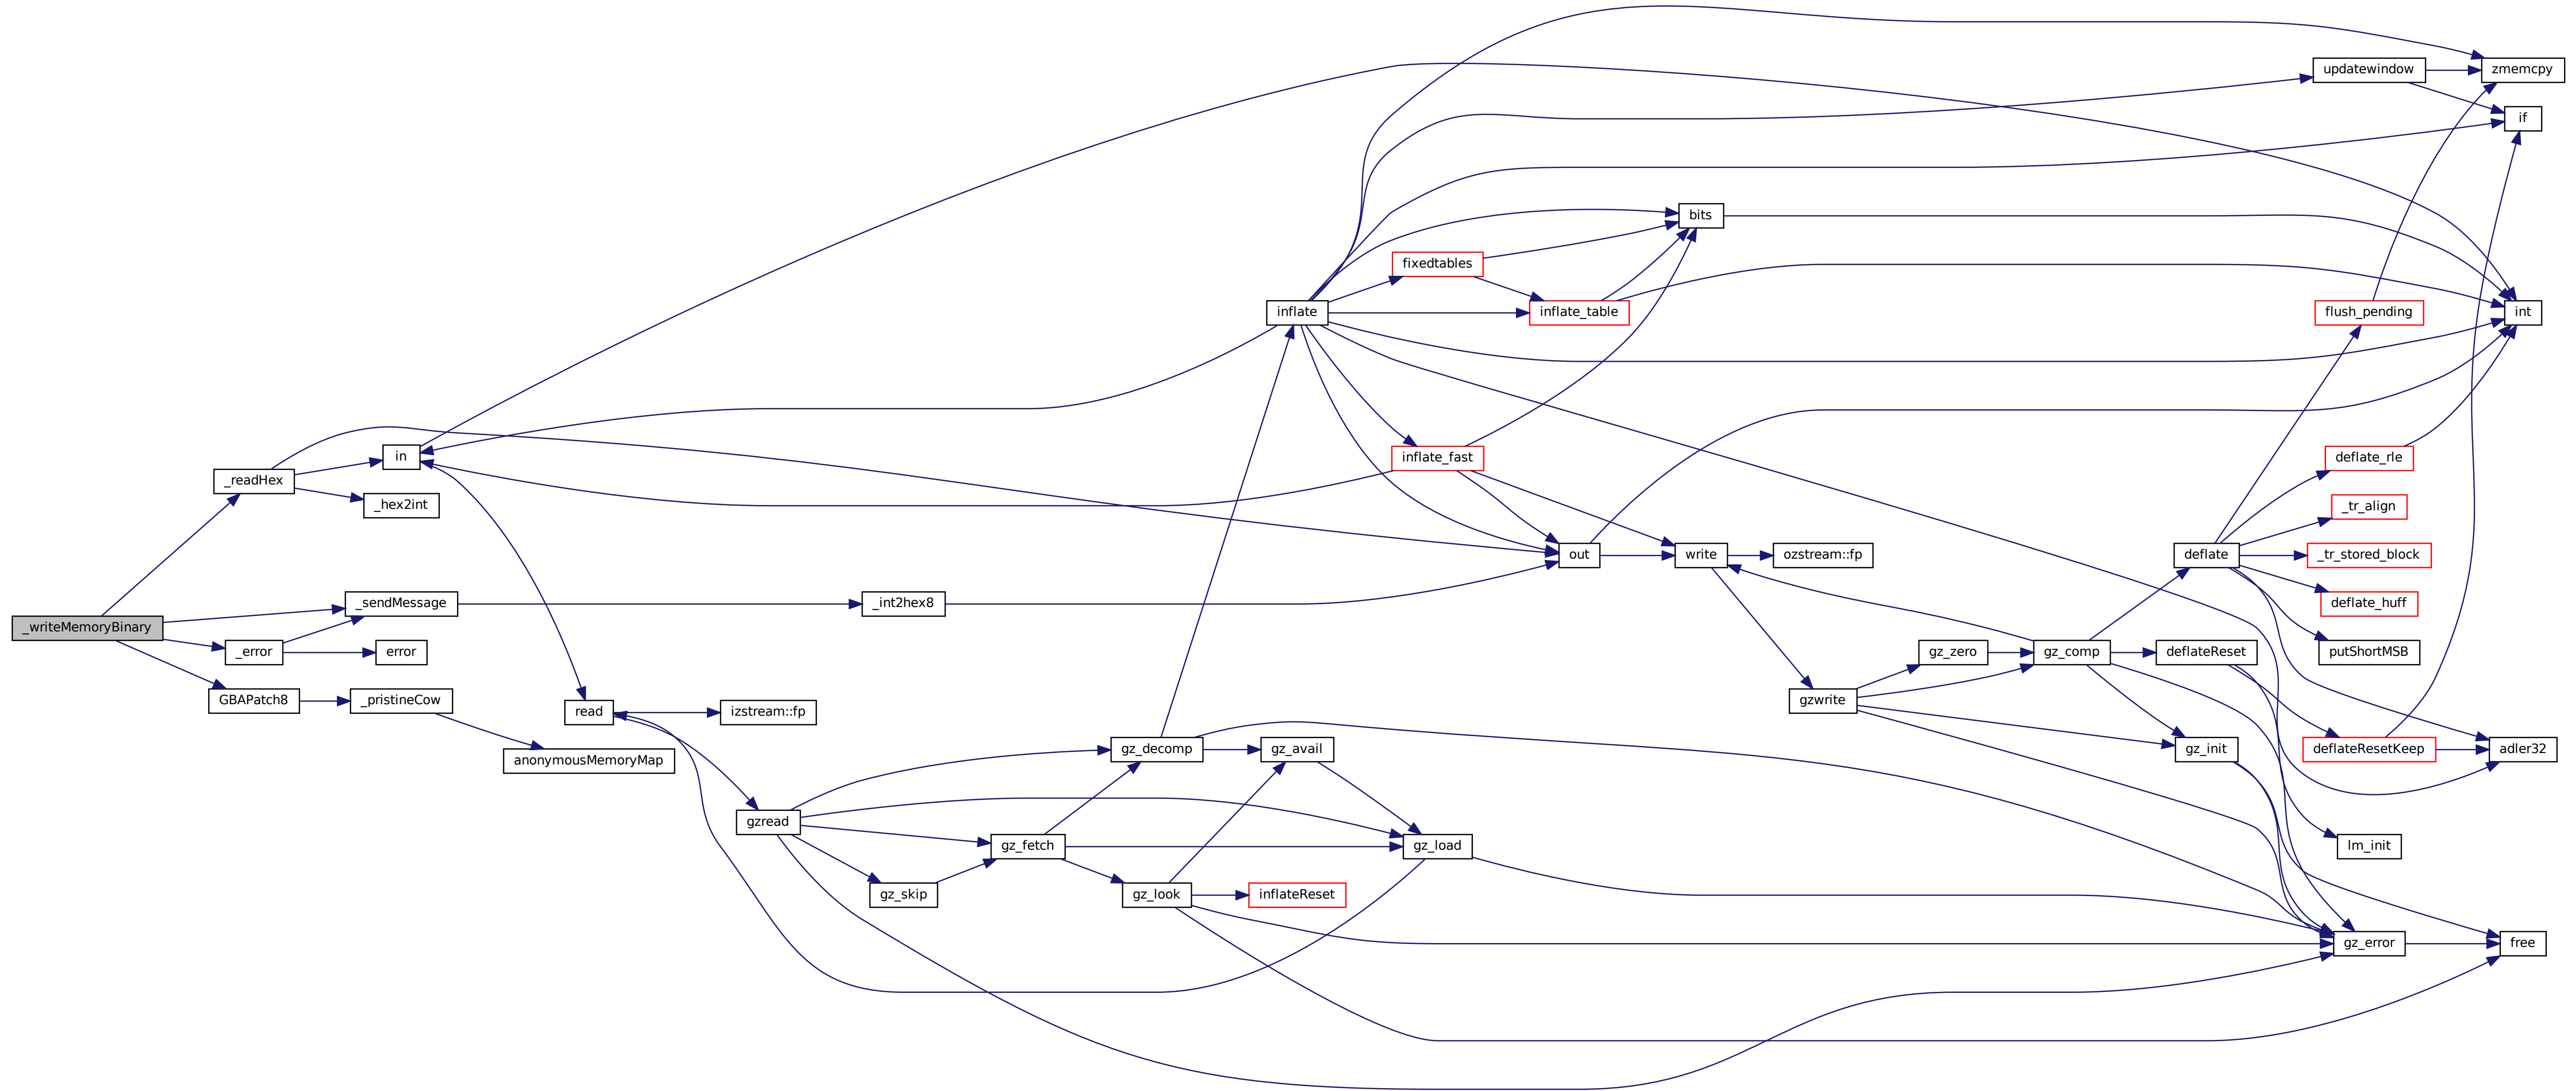 _writeMemoryBinary
_readHex
_sendMessage
_error
GBAPatch8
in
_hex2int
error
_pristineCow
anonymousMemoryMap
read
izstream::fp
gzread
_int2hex8
gz_skip
gz_fetch
gz_decomp
gz_look
inflate
gz_avail
inflateReset
fixedtables
inflate_fast
gz_load
inflate_table
out
bits
write
ozstream::fp
gzwrite
gz_zero
gz_comp
deflate
deflateReset
gz_init
updatewindow
flush_pending
deflate_rle
_tr_align
_tr_stored_block
deflate_huff
putShortMSB
deflateResetKeep
lm_init
gz_error
zmemcpy
if
int
adler32
free